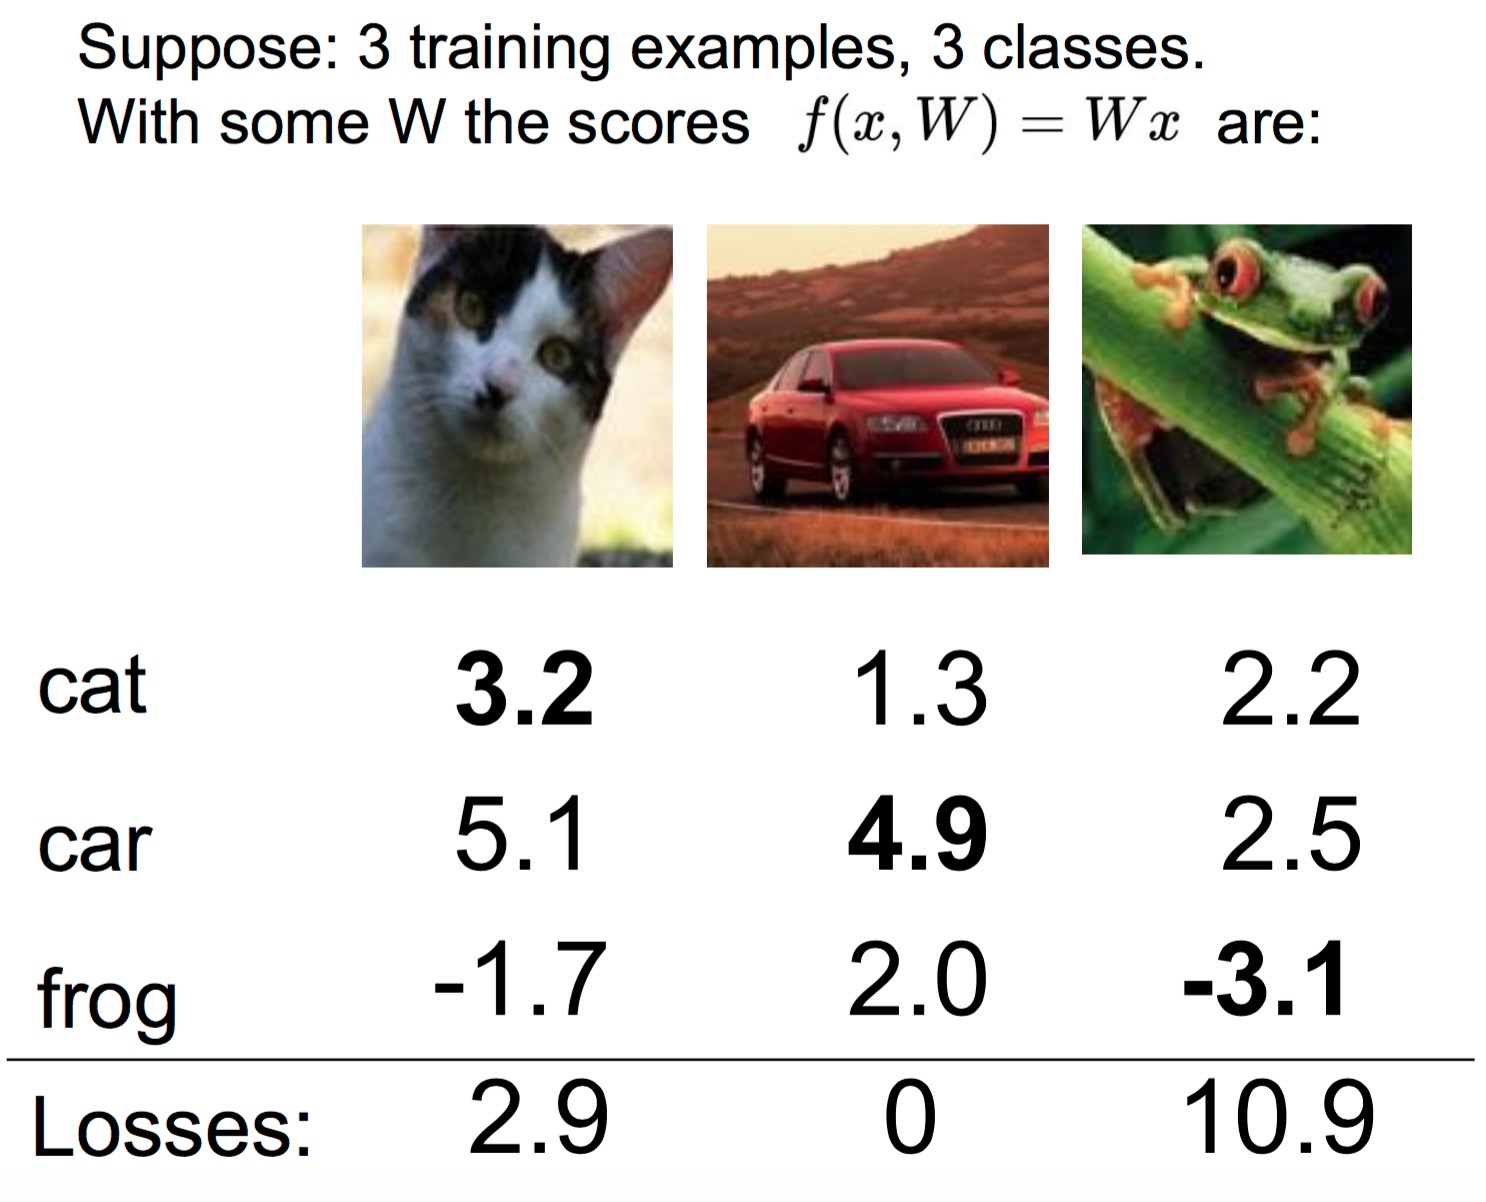 Suppose: 3 training examples, 3 classes.
With some W the scores f(x, W) = Wx are:
cat 3.2 1.3 2.2
car 5.1 4.9 2.5
frog -1.7 2.0 -3.1
Losses: 2.9 0 10.9